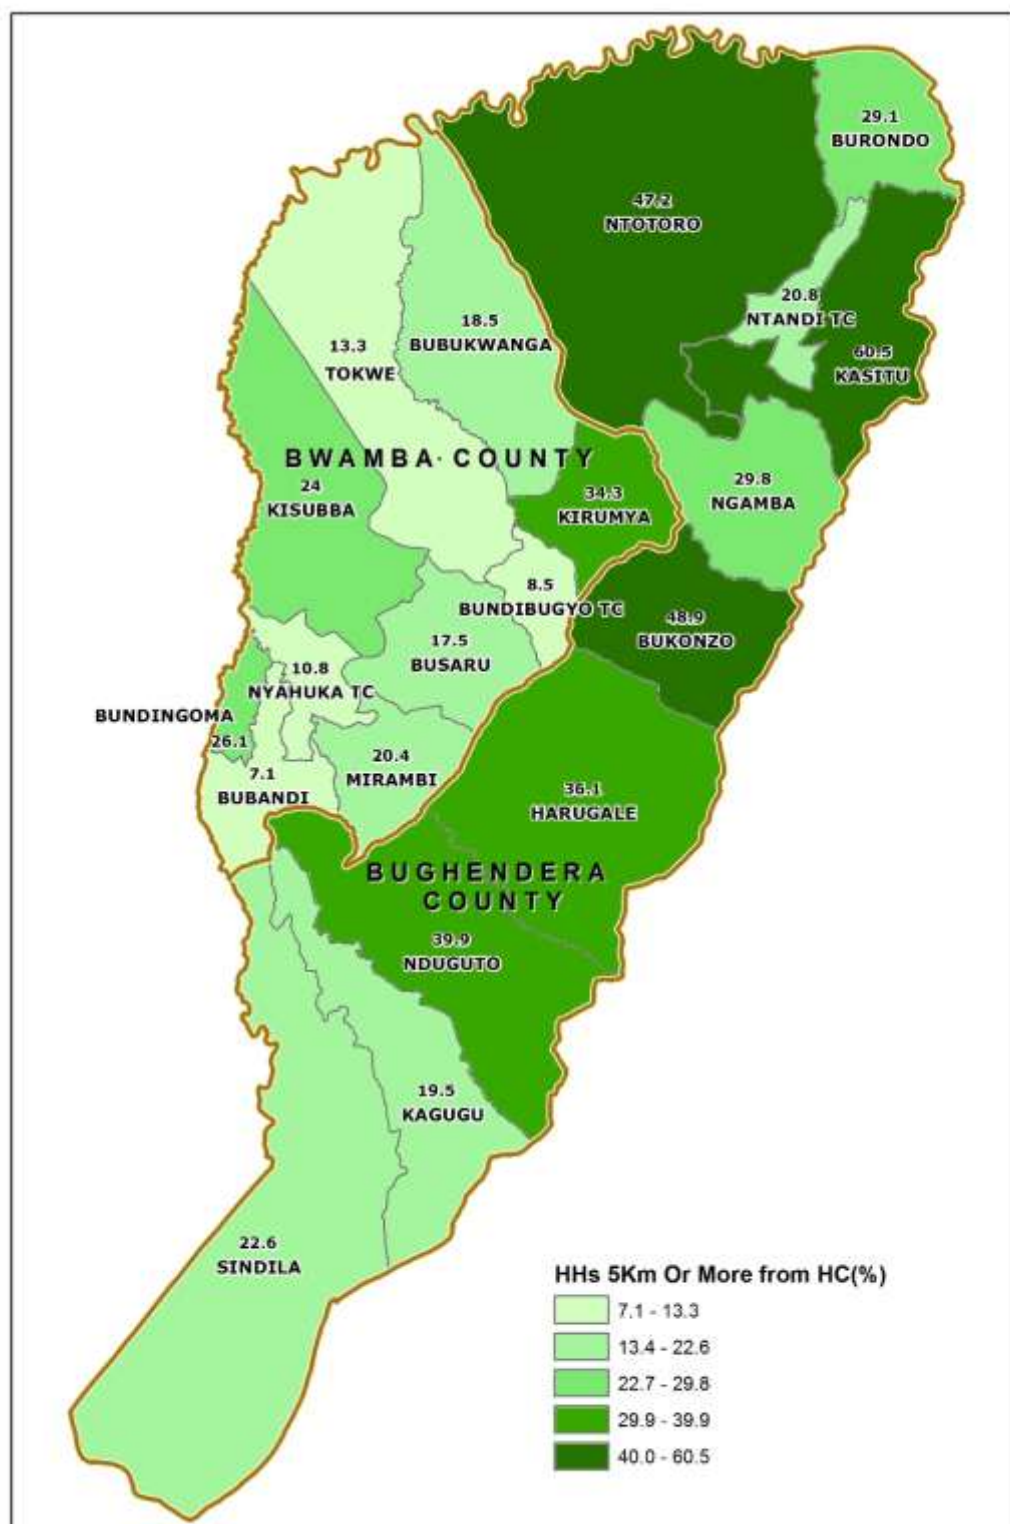 29.1
BURONDO
47.2
NTOTORO
20.8
NTANDI TC
60.5
KASITU
18.5
BUBUKWANGA
13.3
TOKWE
BWAMBA COUNTY
24
KISUBBA
34.3
KIRUMYA
29.8
NGAMBA
8.5
BUNDIBUGYO TC
48.9
BUKONZO
17.5
BUSARU
10.8
NYAHUKA TC
BUNDINGOMA
26.1
7.1
BUBANDI
20.4
MIRAMBI
36.1
HARUGALE
BUGHENDERA
COUNTY
39.9
NDUGUTO
19.5
KAGUGU
22.6
SINDILA
HHs 5Km Or More from HC(%)
7.1 - 13.3
13.4 - 22.6
22.7 - 29.8
29.9 - 39.9
40.0 - 60.5